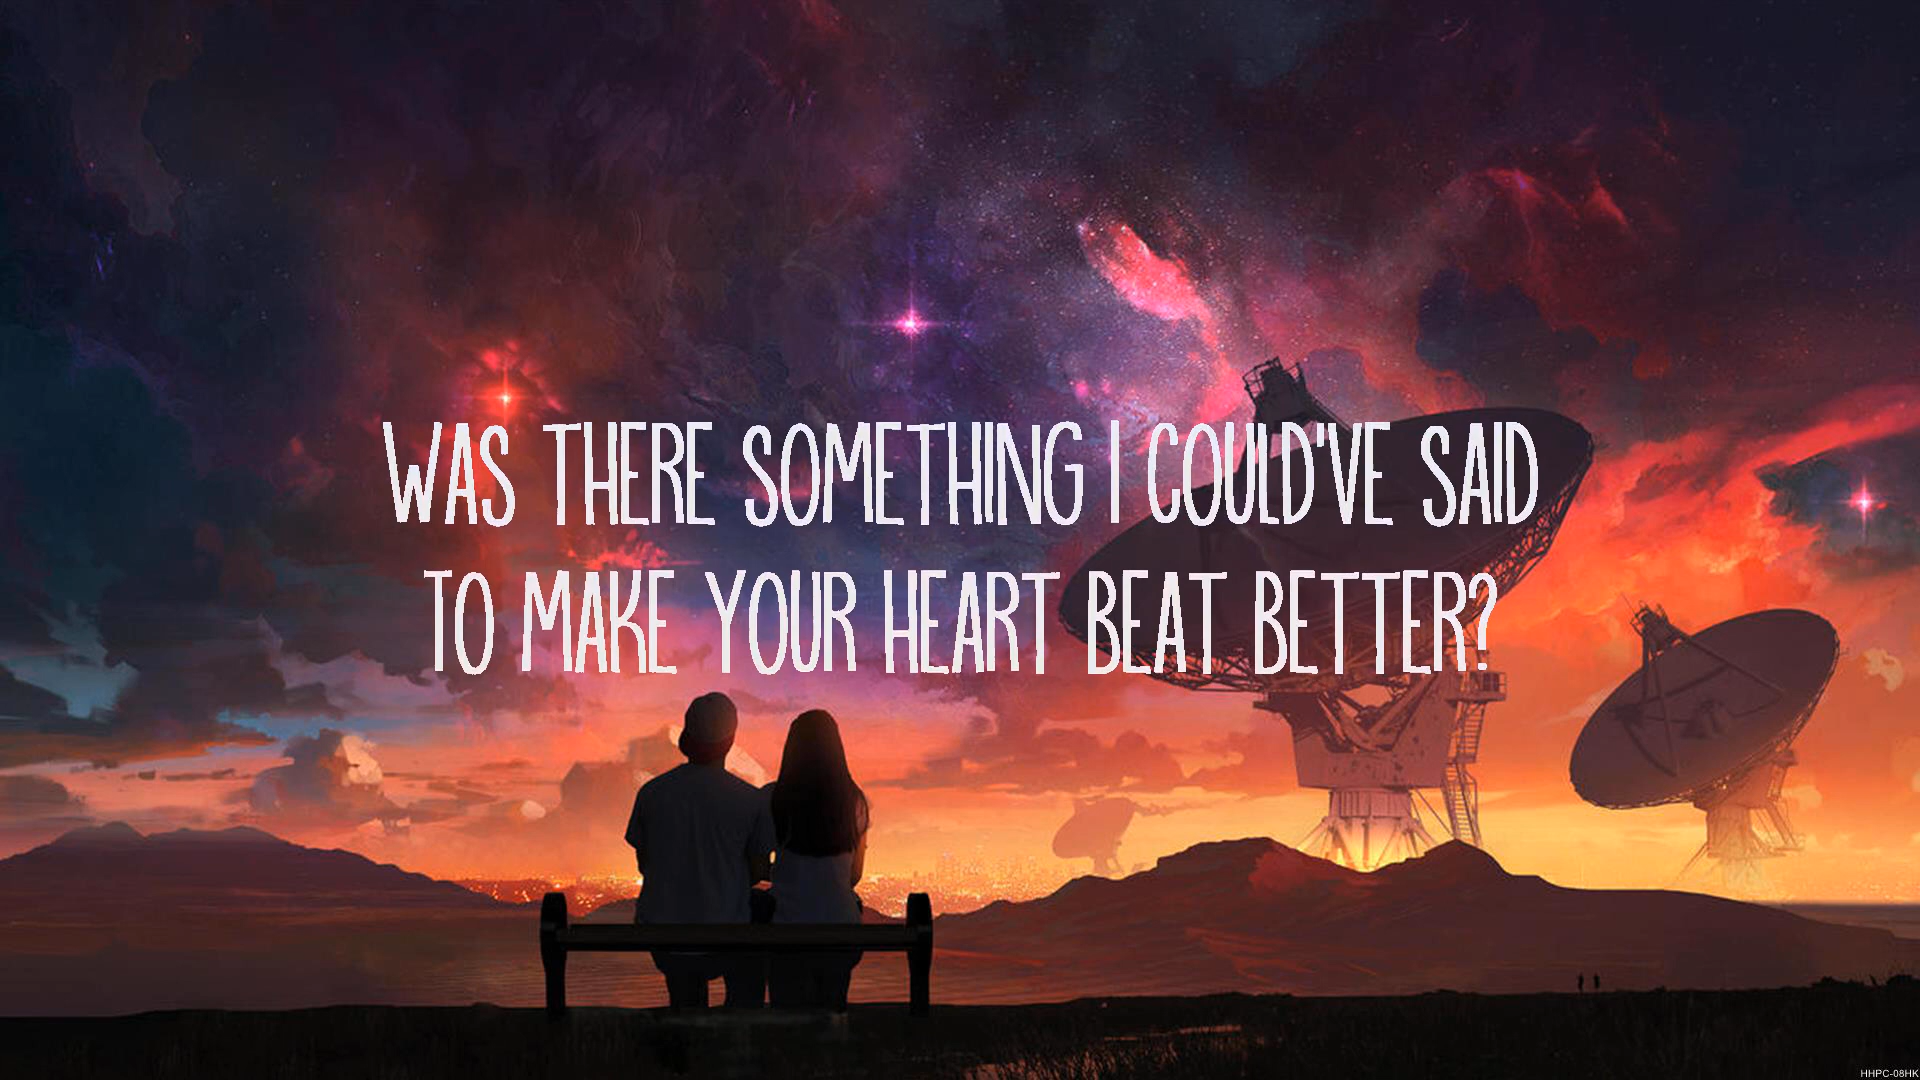 WAS THERE SOMETHING I COULD'VE SAID
TO MAKE YOUR HEART BEAT BETTER?
HHPC-08HK